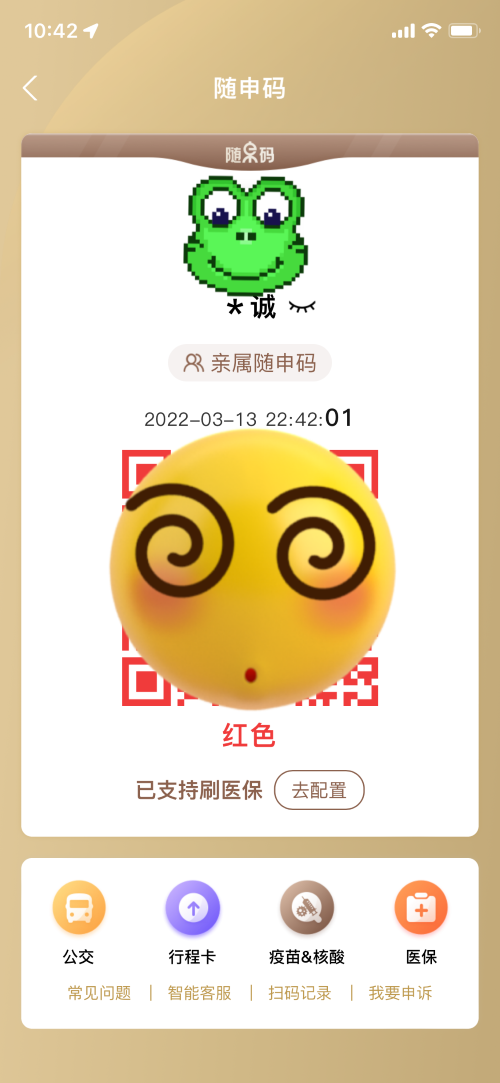 10:42
随申码
随申码
*诚
亲属随申码
2022-03-13 22:42:01
红色
已支持刷医保 去配置
公交 行程卡 疫苗&核酸 医保
常见问题 | 智能客服 | 扫码记录 | 我要申诉